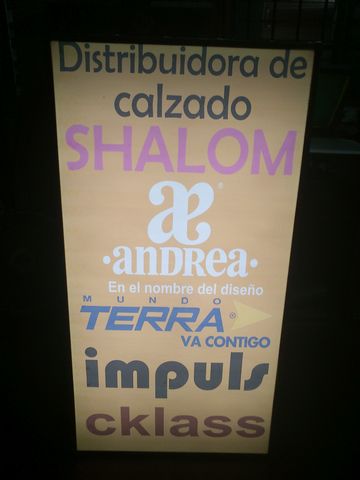 Distribuidora de
calzado
SHALOM
æ®
·anDRea·
En el nombre del diseño
MUNDO
TERRA®
VA CONTIGO
impuls
cklass